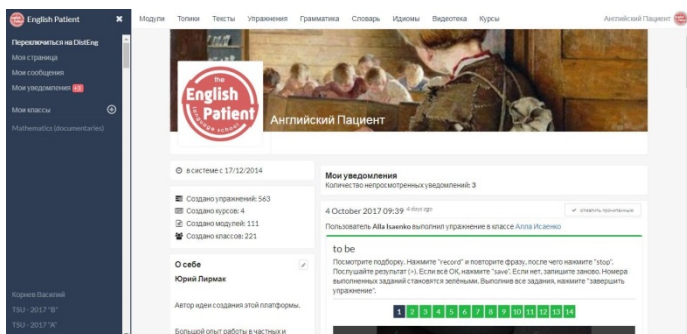 English Patient
Переключиться на DistEng
Моя страница
Мои сообщения
Мои уведомления +3
Мои классы
Mathematics (documentaries)
Корнев Василий
TSU - 2017 "B"
TSU - 2017 "A"
Модули Топики Тексты Упражнения Грамматика Словарь Идиомы Видеотека Курсы
Английский Пациент
the
English
Patient
language school
Английский Пациент
в системе с 17/12/2014
Создано упражнений: 563
Создано курсов: 4
Создано модулей: 111
Создано классов: 221
О себе
Юрий Лирмак
Автор идеи создания этой платформы.
Большой опыт работы в частных и
Мои уведомления
Количество непросмотренных уведомлений: 3
4 October 2017 09:39 4 days ago
отметить прочитанным
Пользователь Alla Isaenko выполнил упражнение в классе Алла Исаенко
to be
Посмотрите подборку. Нажмите "record" и повторите фразу, после чего нажмите "stop".
Послушайте результат (>). Если всё ОК, нажмите "save". Если нет, запишите заново. Номера
выполненных заданий становятся зелёными. Выполнив все задания, нажмите "завершить
упражнение".
1 2 3 4 5 6 7 8 9 10 11 12 13 14